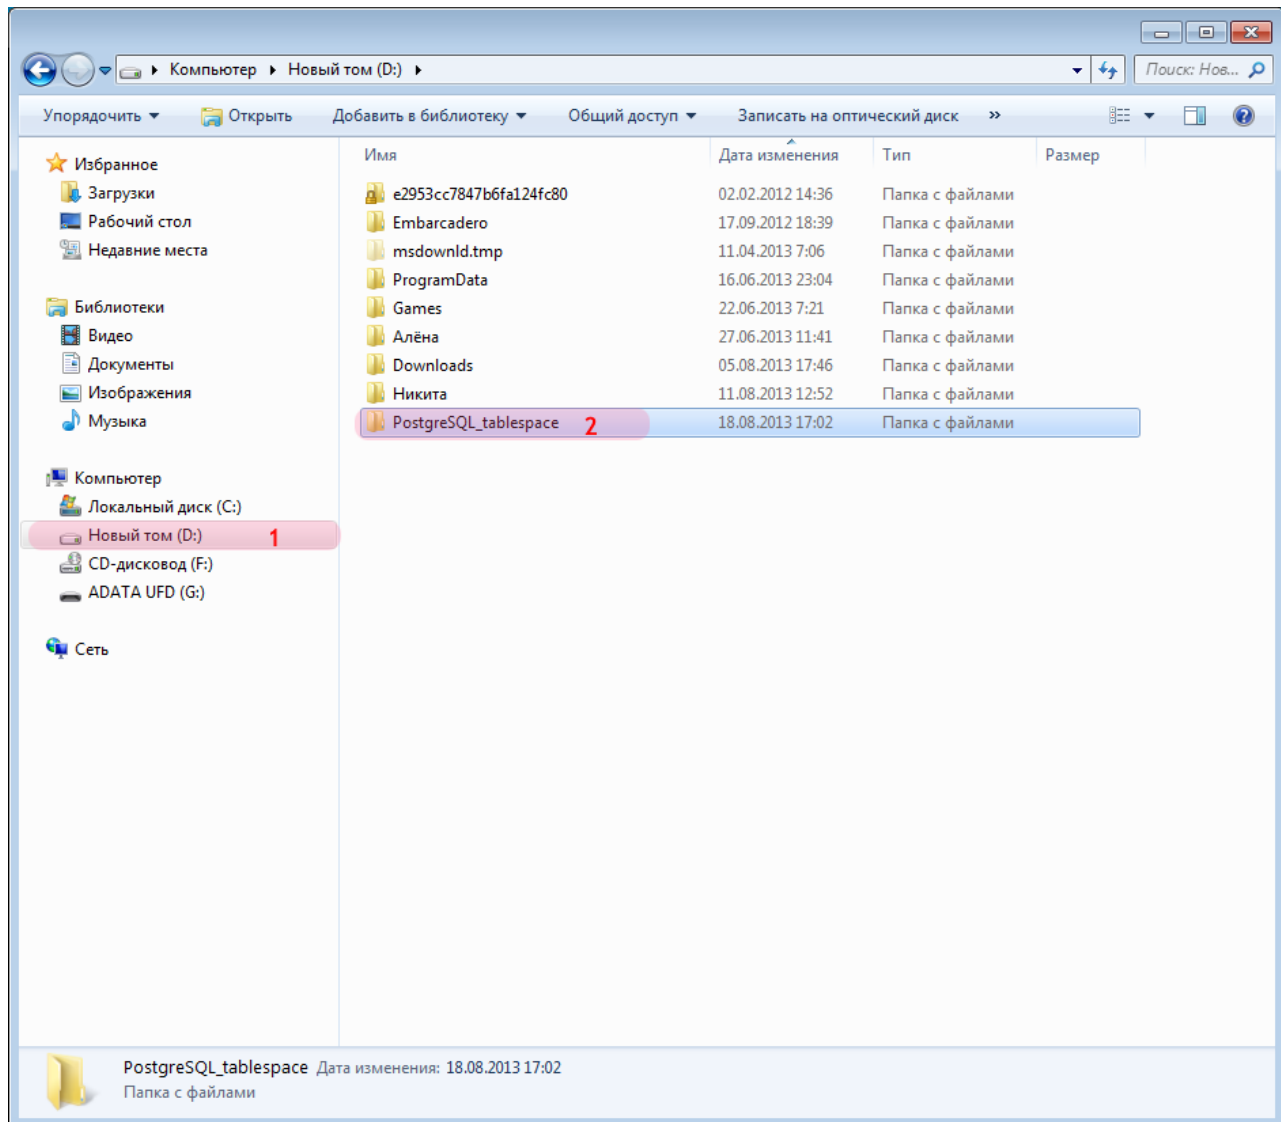 Компьютер Новый том (D:)
Поиск: Нов...
Упорядочить Открыть Добавить в библиотеку Общий доступ Записать на оптический диск »
Избранное
Загрузки
Рабочий стол
Недавние места
Библиотеки
Видео
Документы
Изображения
Музыка
Компьютер
Локальный диск (C:)
Новый том (D:) 1
CD-дисковод (F:)
ADATA UFD (G:)
Сеть
Имя Дата изменения Тип Размер
e2953cc7847b6fa124fc80 02.02.2012 14:36 Папка с файлами
Embarcadero 17.09.2012 18:39 Папка с файлами
msdownld.tmp 11.04.2013 7:06 Папка с файлами
ProgramData 16.06.2013 23:04 Папка с файлами
Games 22.06.2013 7:21 Папка с файлами
Алёна 27.06.2013 11:41 Папка с файлами
Downloads 05.08.2013 17:46 Папка с файлами
Никита 11.08.2013 12:52 Папка с файлами
PostgreSQL_tablespace 2 18.08.2013 17:02 Папка с файлами
PostgreSQL_tablespace Дата изменения: 18.08.2013 17:02
Папка с файлами